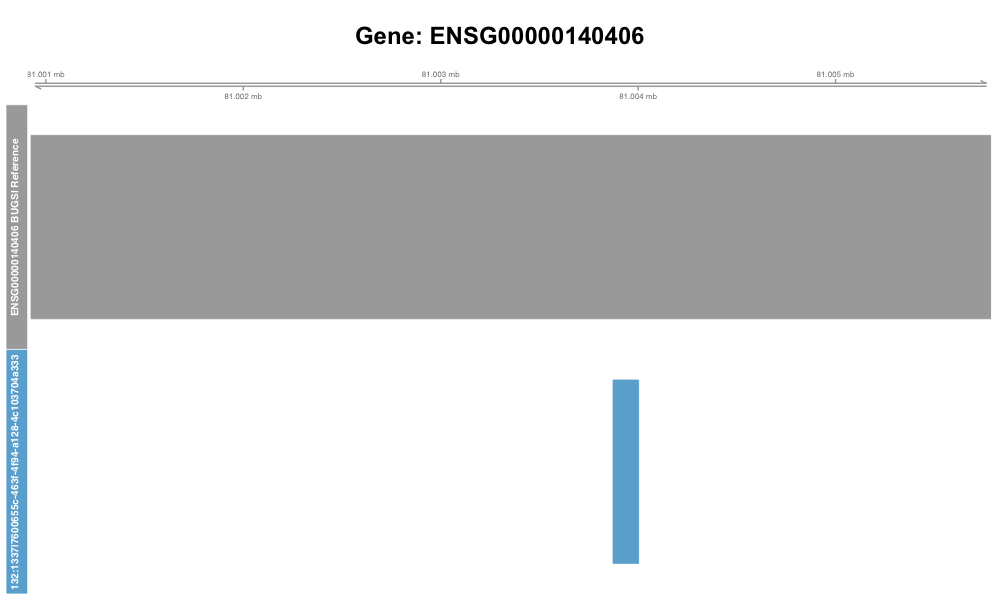 Gene: ENSG00000140406
81.001 mb
81.003 mb
81.005 mb
81.002 mb
81.004 mb
ENSG00000140406 BUGSI Reference
132:1337|7600655c-463f-4f94-a128-4c103704a333